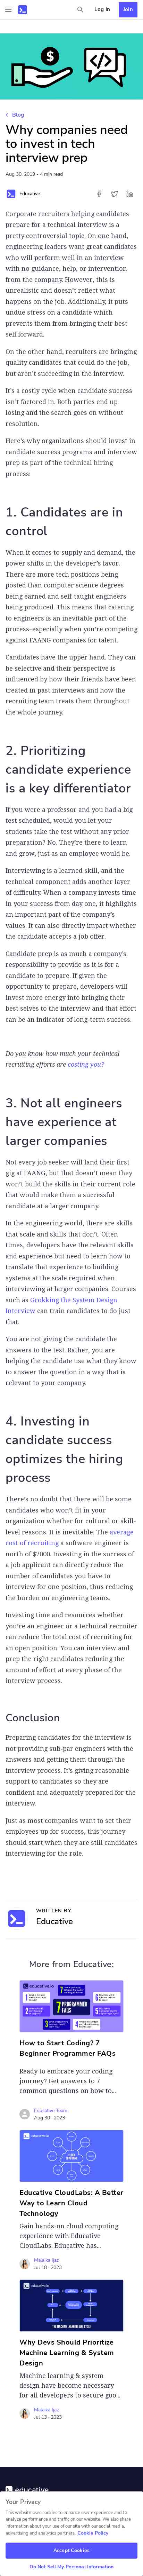 Log In
Join
Blog
Why companies need
to invest in tech
interview prep
Aug 30, 2019 - 4 min read
Educative
Corporate recruiters helping candidates
prepare for a technical interview is a
pretty controversial topic. On one hand,
engineering leaders want great candidates
who will perform well in an interview
with no guidance, help, or intervention
from the company. However, this is
unrealistic and doesn't reflect what
happens on the job. Additionally, it puts
undue stress on a candidate which
prevents them from bringing their best
self forward.
On the other hand, recruiters are bringing
quality candidates that could do the job,
but aren't succeeding in the interview.
It's a costly cycle when candidate success
isn't factored in. Both parties end up
losing and the search goes on without
resolution.
Here's why organizations should invest in
candidate success programs and interview
prep as part of the technical hiring
process:
1. Candidates are in
control
When it comes to supply and demand, the
power shifts in the developer's favor.
There are more tech positions being
posted than computer science degrees
being earned and self-taught engineers
being produced. This means that catering
to engineers is an inevitable part of the
process–especially when you're competing
against FAANG companies for talent.
Candidates have the upper hand. They can
be selective and their perspective is
influenced by how their friends have been
treated in past interviews and how the
recruiting team treats them throughout
the whole journey.
2. Prioritizing
candidate experience
is a key differentiator
If you were a professor and you had a big
test scheduled, would you let your
students take the test without any prior
preparation? No. They're there to learn
and grow, just as an employee would be.
Interviewing is a learned skill, and the
technical component adds another layer
of difficulty. When a company has empathy
in your success from day one, it highlights
an important part of the company's
values. It can also directly impact whether
the candidate accepts a job offer.
Candidate prep is as much a company's
responsibility to provide as it is for a
candidate to prepare. If given the
opportunity to prepare, developers will
invest more energy into bringing their
best selves to the interview and that effort
can be an indicator of long-term success.
Do you know how much your technical
recruiting efforts are costing you?
3. Not all engineers
have experience at
larger companies
Not every job seeker will land their first
gig at FAANG, but that doesn't mean they
won't build the skills in their current role
that would make them a successful
candidate at a larger company.
In the engineering world, there are skills
that scale and skills that don't. Often
times, developers have the relevant skills
and experience but need to learn how to
translate that experience to building
systems at the scale required when
interviewing at larger companies. Courses
such as Grokking the System Design
Interview can train candidates to do just
that.
You are not giving the candidate the
answers to the test. Rather, you are
helping the candidate use what they know
to answer the question in a way that is
relevant to your company.
4. Investing in
candidate success
optimizes the hiring
process
There's no doubt that there will be some
candidates who won't fit in your
organization whether for cultural or skill-
level reasons. It is inevitable. The average
cost of recruiting a software engineer is
north of $7000. Investing in the success of
a job applicant can directly reduce the
number of candidates you have to
interview for one position, thus reducing
the burden on engineering teams.
Investing time and resources whether
you're an engineer or a technical recruiter
can reduce the total cost of recruiting for
an open position. You can interview and
prep the right candidates reducing the
amount of effort at every phase of the
interview process.
Conclusion
Preparing candidates for the interview is
not providing sub-par engineers with the
answers and getting them through the
interview process. It's giving reasonable
support to candidates so they are
confident and adequately prepared for the
interview.
Just as most companies want to set their
employees up for success, this journey
should start when they are still candidates
interviewing for the role.
WRITTEN BY
Educative
More from Educative:
educative.io
7 PROGRAMMER
FAQS
How to Start Coding? 7
Beginner Programmer FAQs
Ready to embrace your coding
journey? Get answers to 7
common questions on how to...
Educative Team
Aug 30 · 2023
Educative CloudLabs: A Better
Way to Learn Cloud
Technology
Gain hands-on cloud computing
experience with Educative
CloudLabs. Educative has...
Malaika Ijaz
Jul 18 · 2023
Why Devs Should Prioritize
Machine Learning & System
Design
Machine learning & system
design have become necessary
for all developers to secure goo...
Malaika Ijaz
Jul 13 · 2023
educative
Your Privacy
Accept Cookies
Do Not Sell My Personal Information